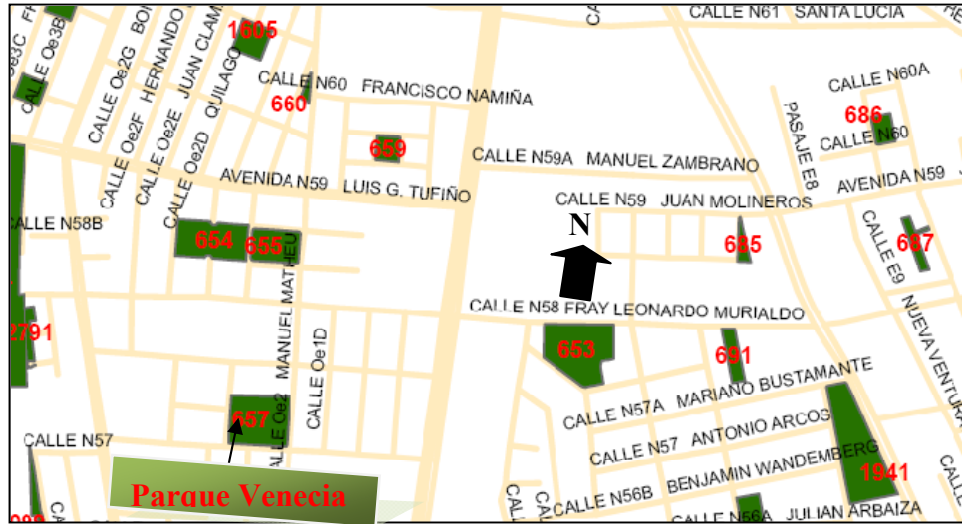 CALLE N61 SANTA LUCIA
CALLE Oe3B
1605
CALLE Oe2G
CALLE Oe2F HERNANDO
CALLE Oe2E JUAN CLAM
CALLE Oe2D QUILAGO
CALLE N60 FRANCISCO NAMIÑA
660
659
CALLE N60A
686
CALLE N60
PASAJE E8
CALLE N59A MANUEL ZAMBRANO
AVENIDA N59 LUIS G. TUFIÑO
AVENIDA N59
CALLE N59 JUAN MOLINEROS
CALLE N58B
654
655
N
685
687
CALLE E9
NUEVA VENTURA
CALLE N58 FRAY LEONARDO MURIALDO
2791
653
691
CALLE Oe2 MANUEL MATHEU
CALLE Oe1D
CALLE N57A MARIANO BUSTAMANTE
657
CALLE N57 ANTONIO ARCOS
CALLE N57
CALLE N56B BENJAMIN WANDEMBERG
1941
Parque Venecia
CALLE N56A JULIAN ARBAIZA